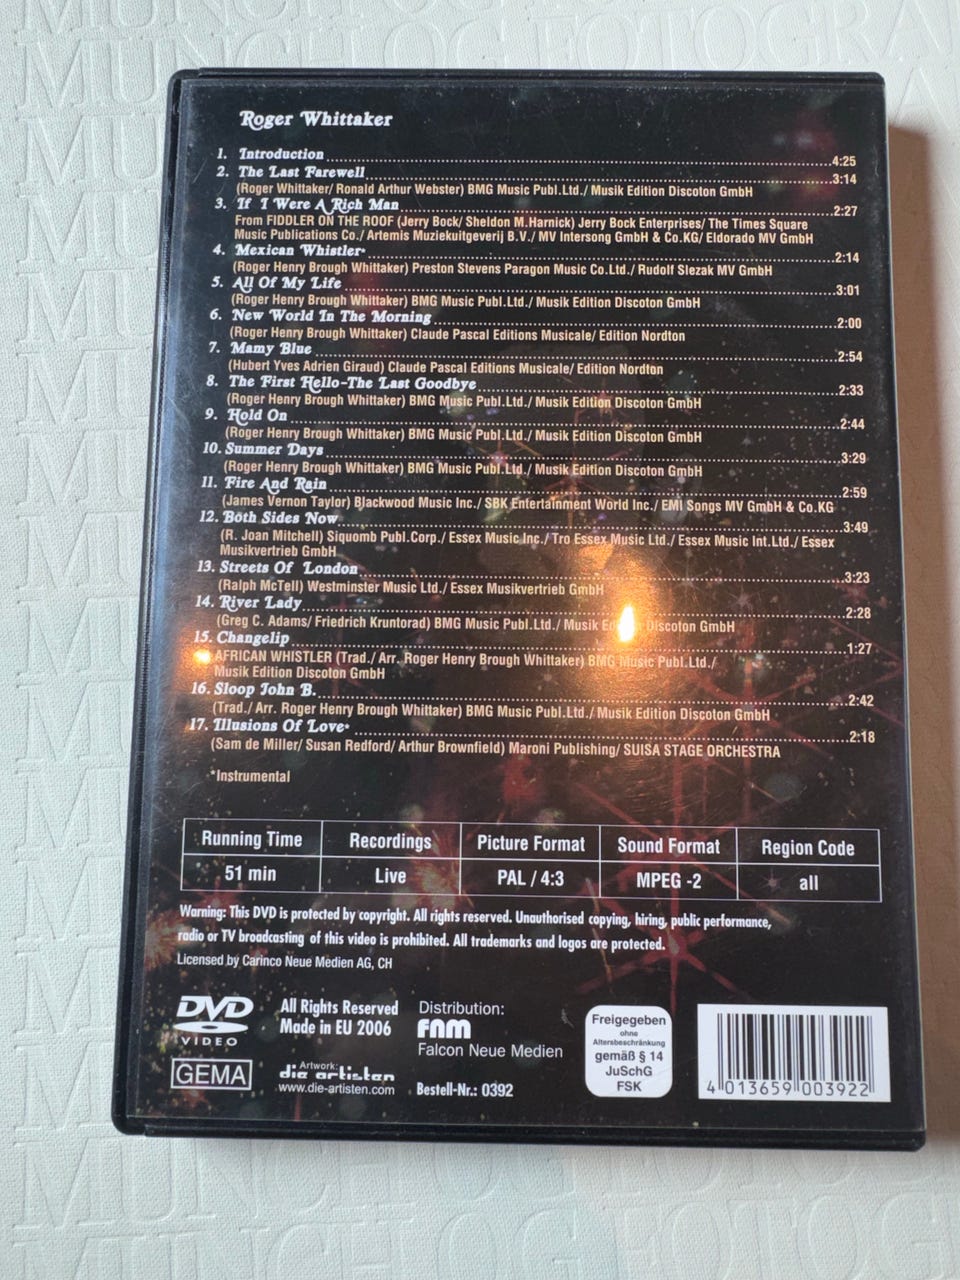 Roger Whittaker
1. Introduction 4:25
2. The Last Farewell 3:14
(Roger Whittaker/ Ronald Arthur Webster) BMG Music Publ.Ltd./ Musik Edition Discoton GmbH
3. If I Were A Rich Man 2:27
From FIDDLER ON THE ROOF (Jerry Bock/ Sheldon M.Harnick) Jerry Bock Enterprises/ The Times Square
Music Publications Co./ Artemis Muziekuitgeverij B.V./ MV Intersong GmbH & Co.KG/ Eldorado MV GmbH
4. Mexican Whistler* 2:14
(Roger Henry Brough Whittaker) Preston Stevens Paragon Music Co.Ltd./ Rudolf Slezak MV GmbH
5. All Of My Life 3:01
(Roger Henry Brough Whittaker) BMG Music Publ.Ltd./ Musik Edition Discoton GmbH
6. New World In The Morning 2:00
(Roger Henry Brough Whittaker) Claude Pascal Editions Musicale/ Edition Nordton
7. Mamy Blue 2:54
(Hubert Yves Adrien Giraud) Claude Pascal Editions Musicale/ Edition Nordton
8. The First Hello-The Last Goodbye 2:33
(Roger Henry Brough Whittaker) BMG Music Publ.Ltd./ Musik Edition Discoton GmbH
9. Hold On 2:44
(Roger Henry Brough Whittaker) BMG Music Publ.Ltd./ Musik Edition Discoton GmbH
10. Summer Days 3:29
(Roger Henry Brough Whittaker) BMG Music Publ.Ltd./ Musik Edition Discoton GmbH
11. Fire And Rain 2:59
(James Vernon Taylor) Blackwood Music Inc./ SBK Entertainment World Inc./ EMI Songs MV GmbH & Co.KG
12. Both Sides Now 3:49
(R. Joan Mitchell) Siquomb Publ.Corp./ Essex Music Inc./ Tro Essex Music Ltd./ Essex Music Int.Ltd./ Essex
Musikvertrieb GmbH
13. Streets Of London 3:23
(Ralph McTell) Westminster Music Ltd./ Essex Musikvertrieb GmbH
14. River Lady 2:28
(Greg C. Adams/ Friedrich Kruntorad) BMG Music Publ.Ltd./ Musik Edition Discoton GmbH
15. Changelip 1:27
AFRICAN WHISTLER (Trad./ Arr. Roger Henry Brough Whittaker) BMG Music Publ.Ltd./
Musik Edition Discoton GmbH
16. Sloop John B. 2:42
(Trad./ Arr. Roger Henry Brough Whittaker) BMG Music Publ.Ltd./ Musik Edition Discoton GmbH
17. Illusions Of Love* 2:18
(Sam de Miller/ Susan Redford/ Arthur Brownfield) Maroni Publishing/ SUISA STAGE ORCHESTRA
*Instrumental
Running Time Recordings Picture Format Sound Format Region Code
51 min Live PAL / 4:3 MPEG -2 all
Warning: This DVD is protected by copyright. All rights reserved. Unauthorised copying, hiring, public performance,
radio or TV broadcasting of this video is prohibited. All trademarks and logos are protected.
Licensed by Carinco Neue Medien AG, CH
DVD
VIDEO
GEMA
All Rights Reserved
Made in EU 2006
Artwork:
die artisten
www.die-artisten.com
Distribution:
FNM
Falcon Neue Medien
Bestell-Nr.: 0392
Freigegeben
ohne
Altersbeschränkung
gemäß § 14
JuSchG
FSK
4 013659 003922